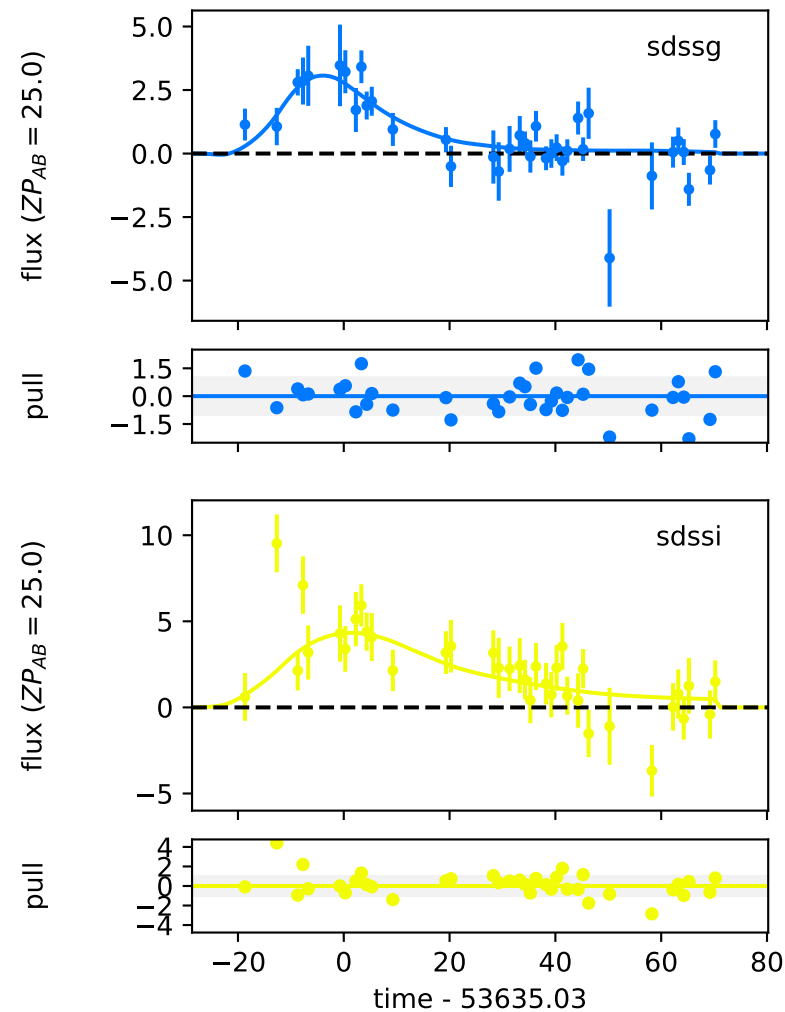 sdssg
flux (ZP_AB = 25.0)
5.0
2.5
0.0
−2.5
−5.0
pull
1.5
0.0
−1.5
sdssi
flux (ZP_AB = 25.0)
10
5
0
−5
pull
4
2
0
−2
−4
−20 0 20 40 60 80
time - 53635.03